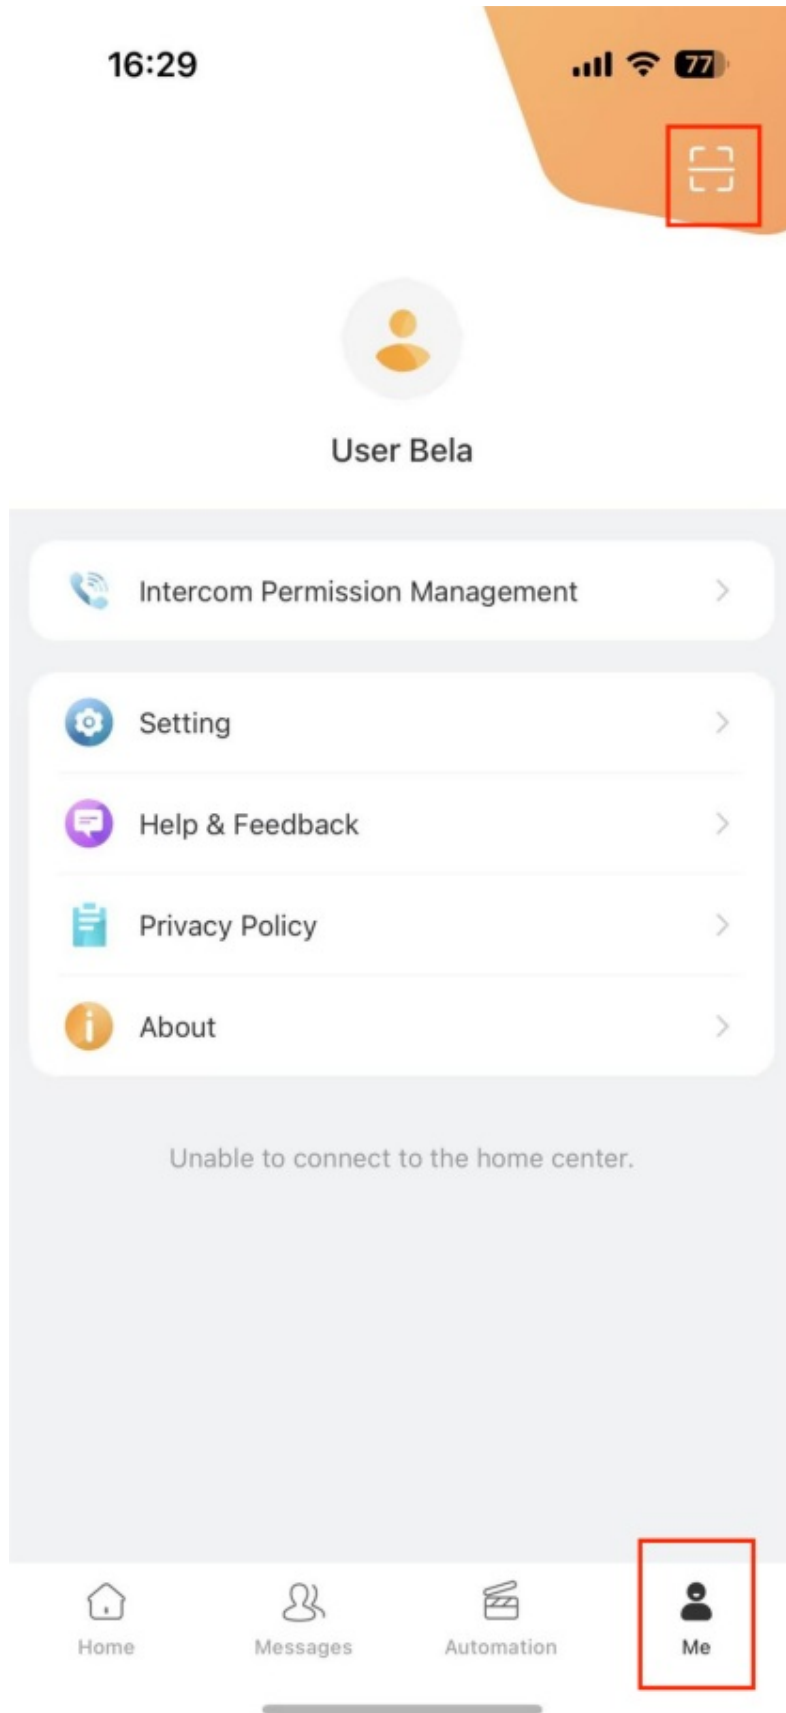 16:29
77
User Bela
Intercom Permission Management
Setting
Help & Feedback
Privacy Policy
About
Unable to connect to the home center.
Home
Messages
Automation
Me